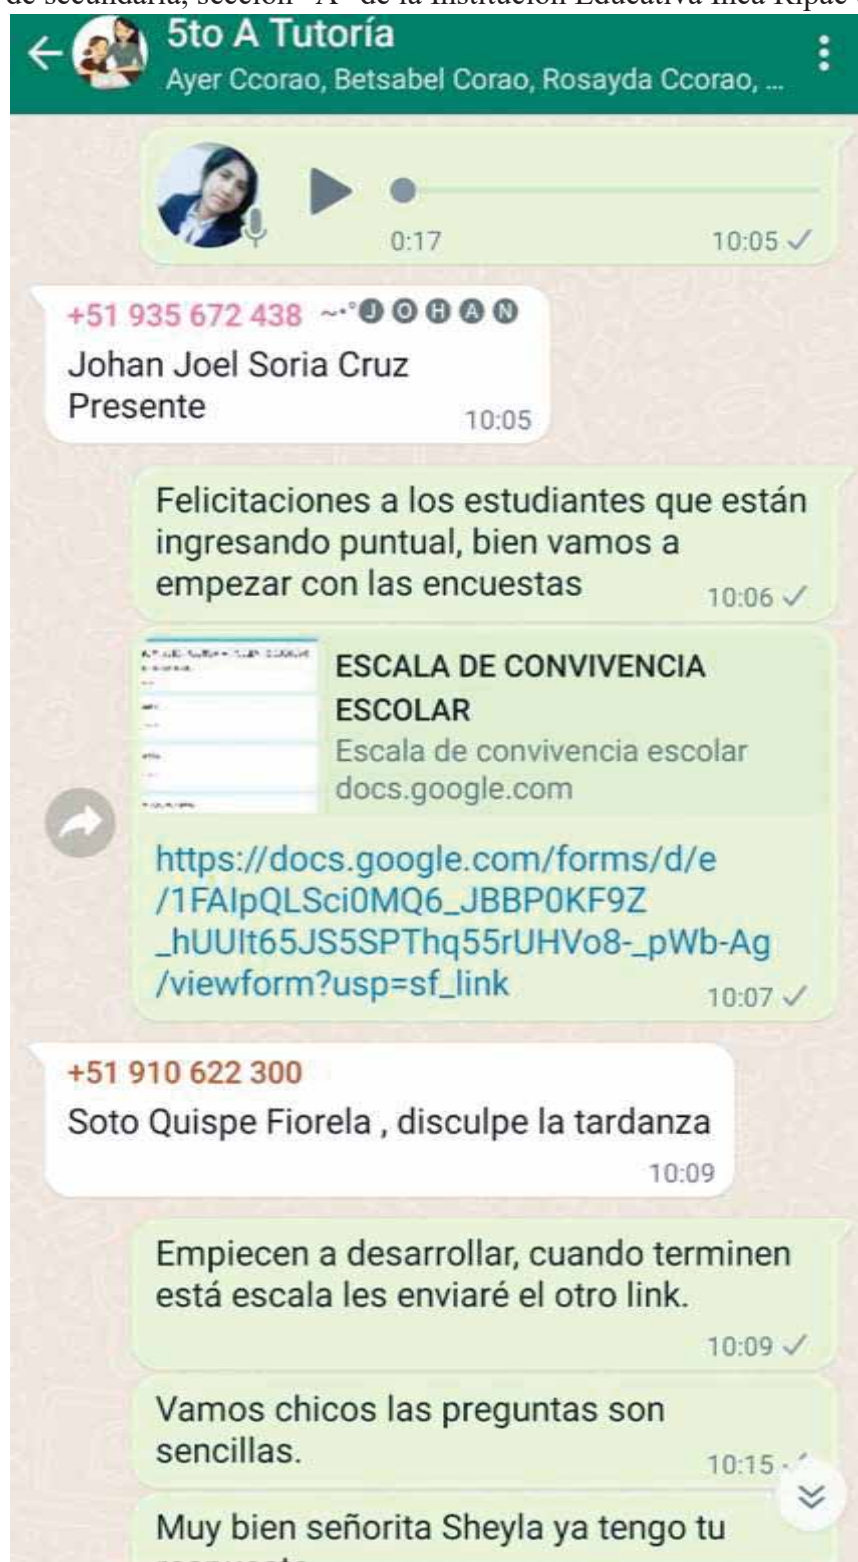 de secundaria, sección "A" de la Institución Educativa Inca Ripac
5to A Tutoría
Ayer Ccorao, Betsabel Corao, Rosayda Ccorao, ...
0:17
10:05
+51 935 672 438 ~•°🅙🅞🅗🅐🅝
Johan Joel Soria Cruz
Presente
10:05
Felicitaciones a los estudiantes que están
ingresando puntual, bien vamos a
empezar con las encuestas
10:06
ESCALA DE CONVIVENCIA
ESCOLAR
Escala de convivencia escolar
docs.google.com
https://docs.google.com/forms/d/e
/1FAIpQLSci0MQ6_JBBP0KF9Z
_hUUIt65JS5SPThq55rUHVo8-_pWb-Ag
/viewform?usp=sf_link
10:07
+51 910 622 300
Soto Quispe Fiorela , disculpe la tardanza
10:09
Empiecen a desarrollar, cuando terminen
está escala les enviaré el otro link.
10:09
Vamos chicos las preguntas son
sencillas.
10:15
Muy bien señorita Sheyla ya tengo tu